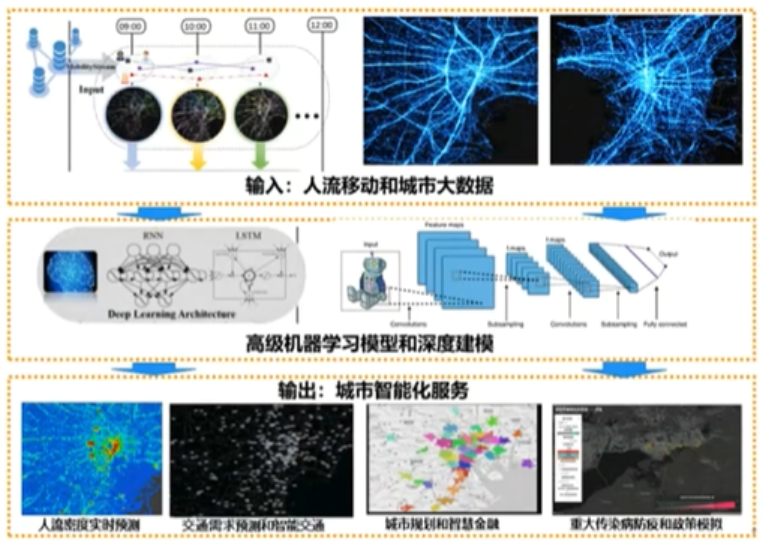 09:00
10:00
11:00
12:00
Input
输入:人流移动和城市大数据
RNN
LSTM
Deep Learning Architecture
Feature maps
Input
f.maps
f.maps
Output
Convolutions
Subsampling
Convolutions
Subsampling
Fully connected
高级机器学习模型和深度建模
输出:城市智能化服务
人流密度实时预测
交通需求预测和智能交通
城市规划和智慧金融
重大传染病防疫和政策模拟